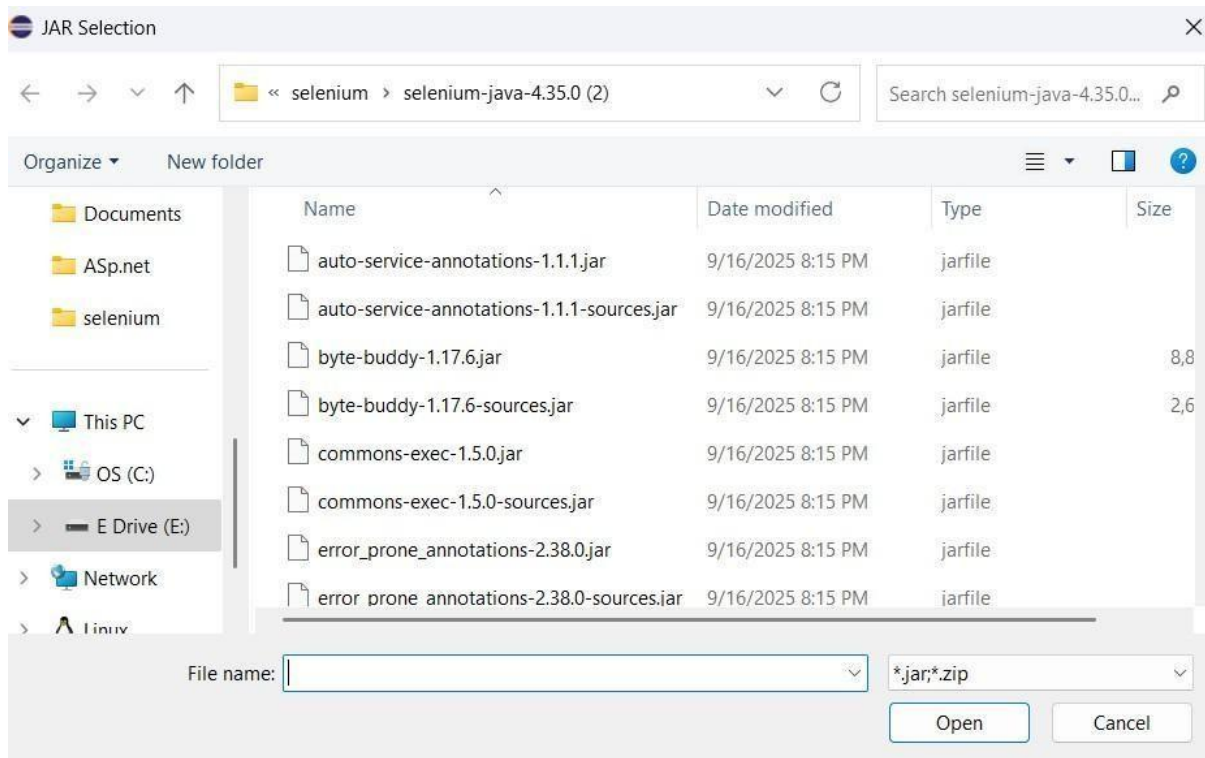 JAR Selection
« selenium > selenium-java-4.35.0 (2)
Search selenium-java-4.35.0...
Organize
New folder
Documents
ASp.net
selenium
This PC
OS (C:)
E Drive (E:)
Network
Linux
Name Date modified Type Size
auto-service-annotations-1.1.1.jar 9/16/2025 8:15 PM jarfile
auto-service-annotations-1.1.1-sources.jar 9/16/2025 8:15 PM jarfile
byte-buddy-1.17.6.jar 9/16/2025 8:15 PM jarfile 8,8
byte-buddy-1.17.6-sources.jar 9/16/2025 8:15 PM jarfile 2,6
commons-exec-1.5.0.jar 9/16/2025 8:15 PM jarfile
commons-exec-1.5.0-sources.jar 9/16/2025 8:15 PM jarfile
error_prone_annotations-2.38.0.jar 9/16/2025 8:15 PM jarfile
error_prone_annotations-2.38.0-sources.jar 9/16/2025 8:15 PM jarfile
File name:
*.jar;*.zip
Open
Cancel